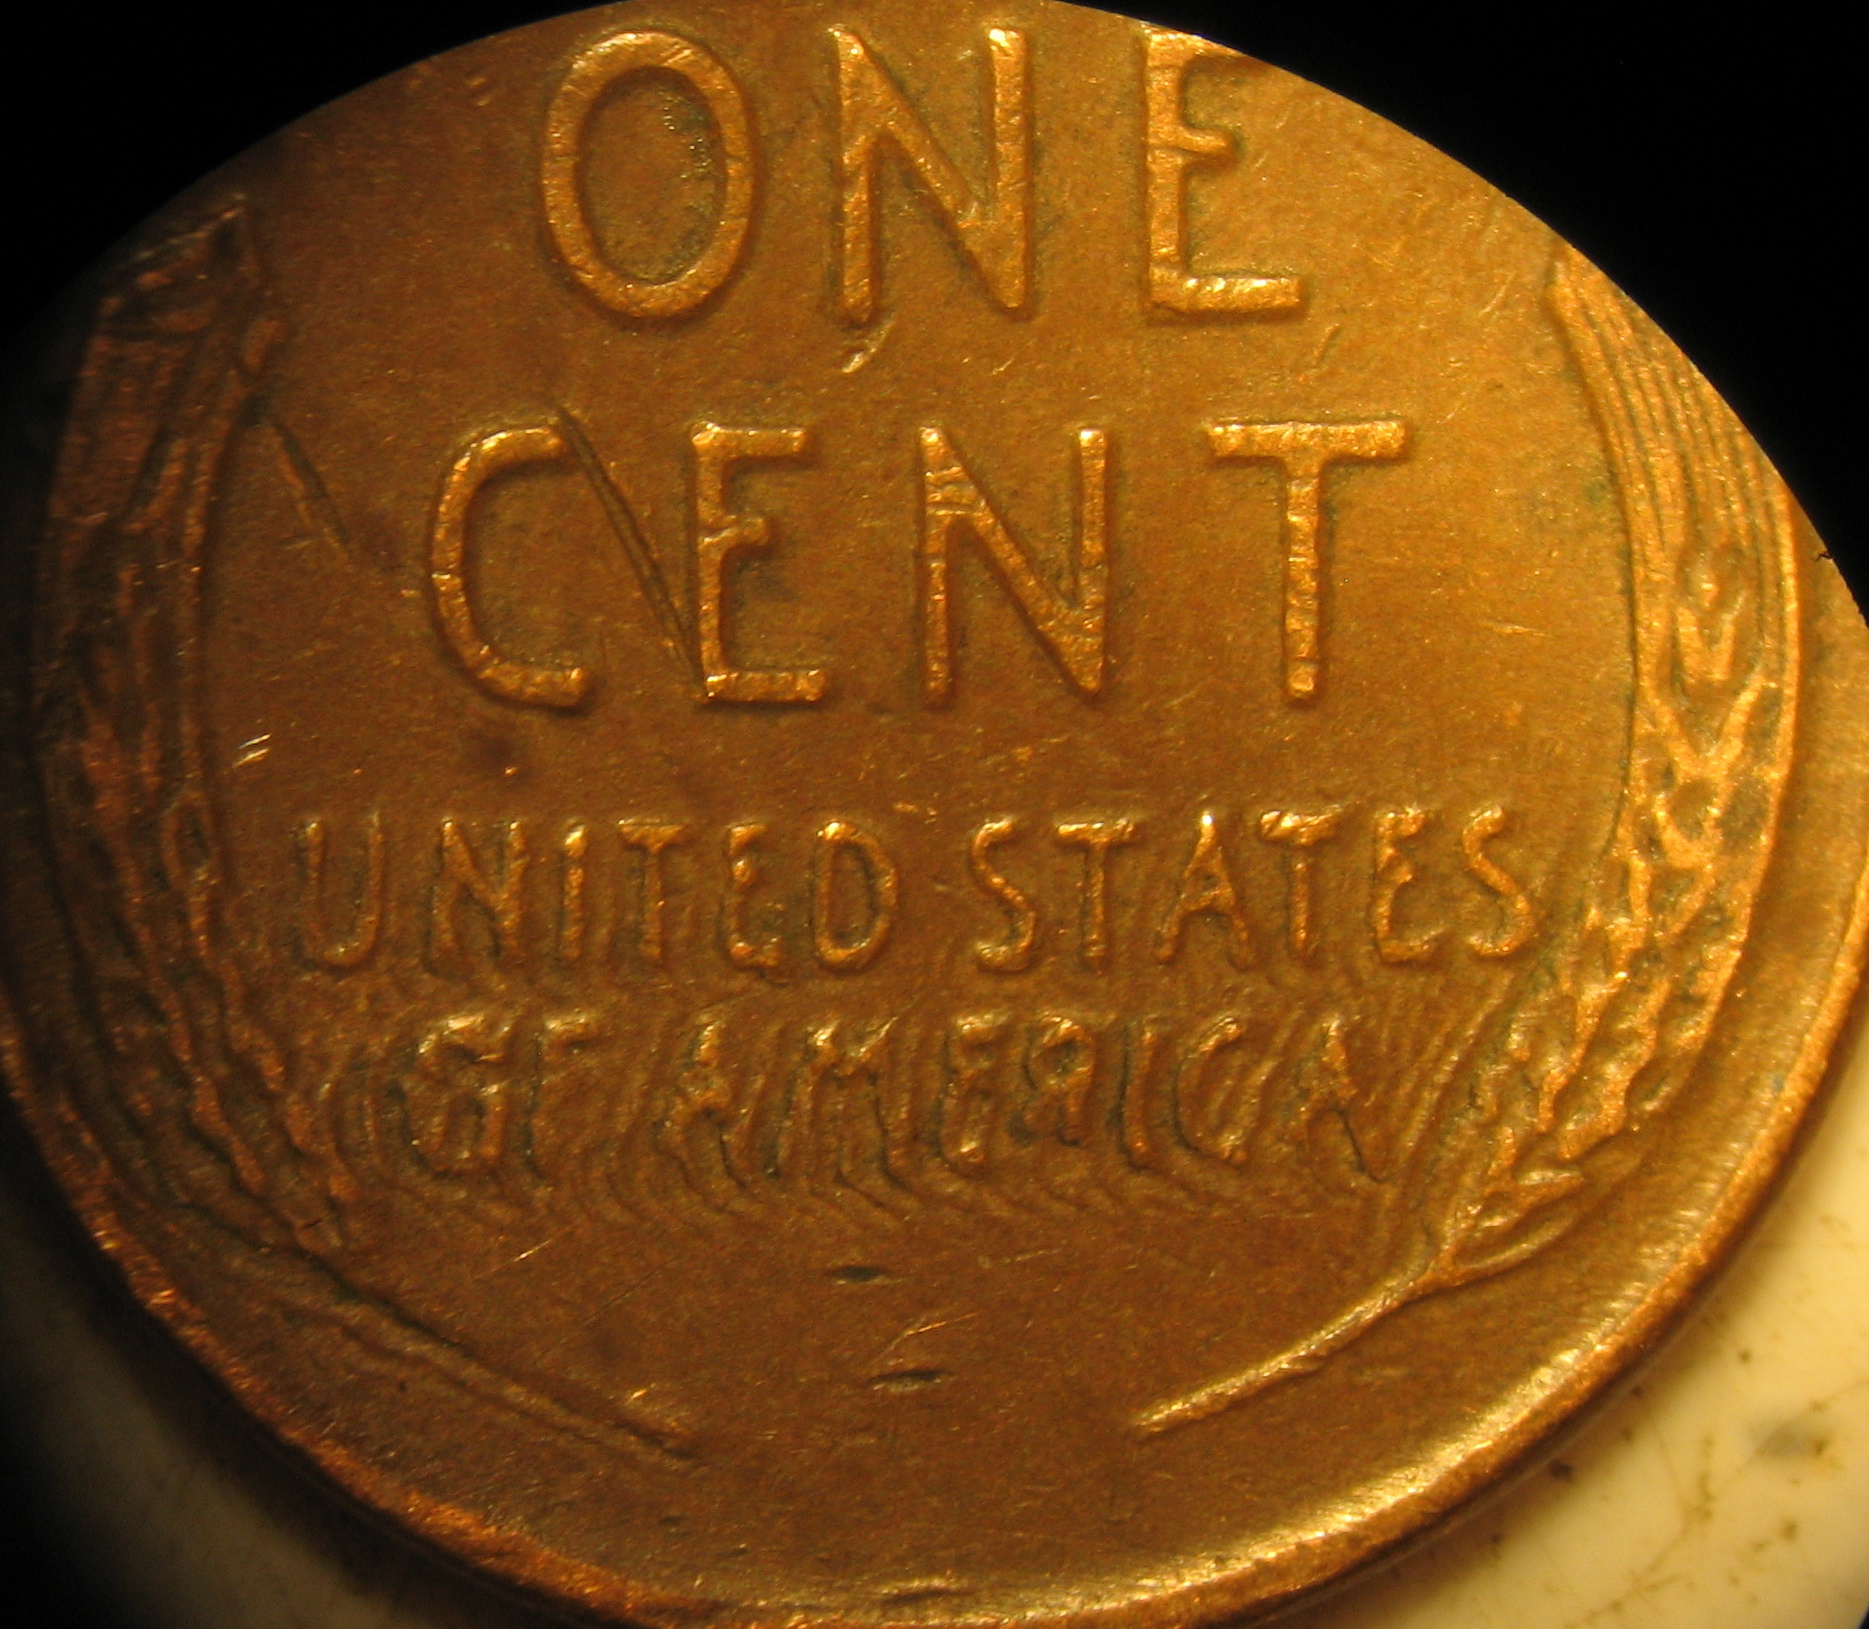 ONE
CENT
UNITED STATES
OF AMERICA